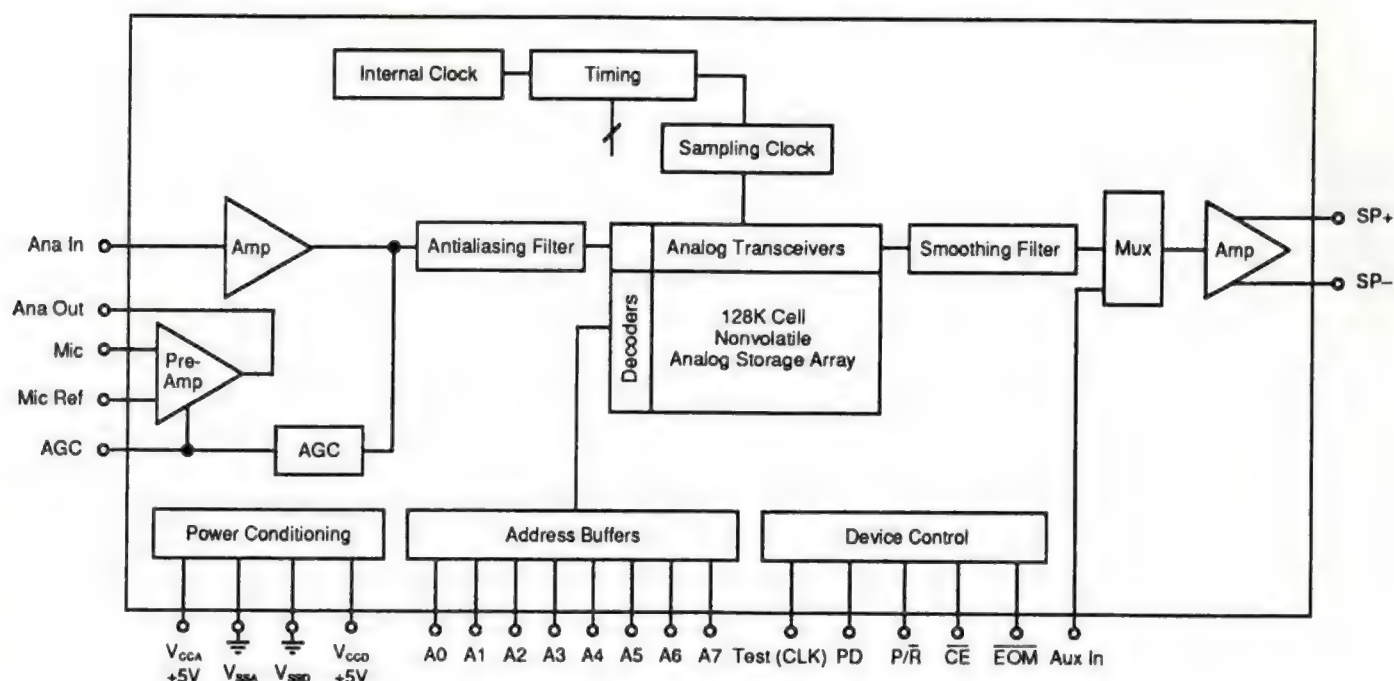 Internal Clock
Timing
Sampling Clock
Ana In
Amp
Antialiasing Filter
Analog Transceivers
Smoothing Filter
Mux
Amp
SP+
SP–
Ana Out
Mic
Pre-
Amp
Mic Ref
AGC
AGC
Decoders
128K Cell
Nonvolatile
Analog Storage Array
Power Conditioning
Address Buffers
Device Control
VCCA
+5V
VSSA
VSSD
VCCD
+5V
A0 A1 A2 A3 A4 A5 A6 A7 Test (CLK) PD P/R̅ C̅E̅ E̅O̅M̅ Aux In